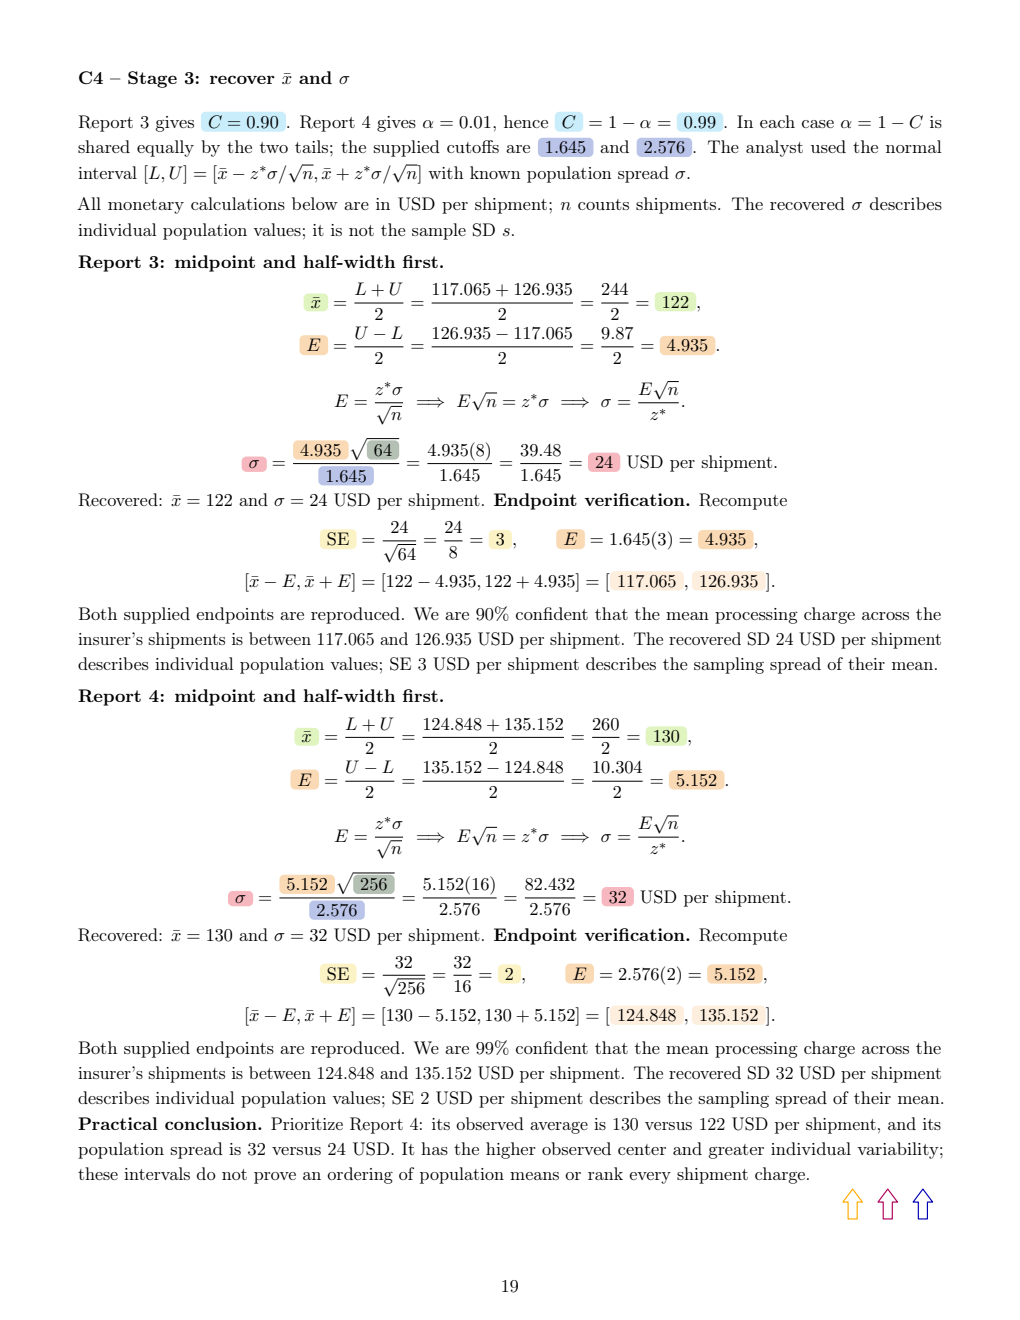 C4 – Stage 3: recover x̄ and σ
Report 3 gives C = 0.90 . Report 4 gives α = 0.01, hence C = 1 − α = 0.99 . In each case α = 1 − C is
shared equally by the two tails; the supplied cutoffs are 1.645 and 2.576 . The analyst used the normal
interval [L, U] = [x̄ − z*σ/√n, x̄ + z*σ/√n] with known population spread σ.
All monetary calculations below are in USD per shipment; n counts shipments. The recovered σ describes
individual population values; it is not the sample SD s.
Report 3: midpoint and half-width first.
x̄ = (L + U)/2 = (117.065 + 126.935)/2 = 244/2 = 122 ,
E = (U − L)/2 = (126.935 − 117.065)/2 = 9.87/2 = 4.935 .
E = z*σ/√n ⟹ E√n = z*σ ⟹ σ = E√n/z*.
σ = 4.935 √64 / 1.645 = 4.935(8)/1.645 = 39.48/1.645 = 24 USD per shipment.
Recovered: x̄ = 122 and σ = 24 USD per shipment. Endpoint verification. Recompute
SE = 24/√64 = 24/8 = 3 , E = 1.645(3) = 4.935 ,
[x̄ − E, x̄ + E] = [122 − 4.935, 122 + 4.935] = [ 117.065 , 126.935 ].
Both supplied endpoints are reproduced. We are 90% confident that the mean processing charge across the
insurer's shipments is between 117.065 and 126.935 USD per shipment. The recovered SD 24 USD per shipment
describes individual population values; SE 3 USD per shipment describes the sampling spread of their mean.
Report 4: midpoint and half-width first.
x̄ = (L + U)/2 = (124.848 + 135.152)/2 = 260/2 = 130 ,
E = (U − L)/2 = (135.152 − 124.848)/2 = 10.304/2 = 5.152 .
E = z*σ/√n ⟹ E√n = z*σ ⟹ σ = E√n/z*.
σ = 5.152 √256 / 2.576 = 5.152(16)/2.576 = 82.432/2.576 = 32 USD per shipment.
Recovered: x̄ = 130 and σ = 32 USD per shipment. Endpoint verification. Recompute
SE = 32/√256 = 32/16 = 2 , E = 2.576(2) = 5.152 ,
[x̄ − E, x̄ + E] = [130 − 5.152, 130 + 5.152] = [ 124.848 , 135.152 ].
Both supplied endpoints are reproduced. We are 99% confident that the mean processing charge across the
insurer's shipments is between 124.848 and 135.152 USD per shipment. The recovered SD 32 USD per shipment
describes individual population values; SE 2 USD per shipment describes the sampling spread of their mean.
Practical conclusion. Prioritize Report 4: its observed average is 130 versus 122 USD per shipment, and its
population spread is 32 versus 24 USD. It has the higher observed center and greater individual variability;
these intervals do not prove an ordering of population means or rank every shipment charge.
19